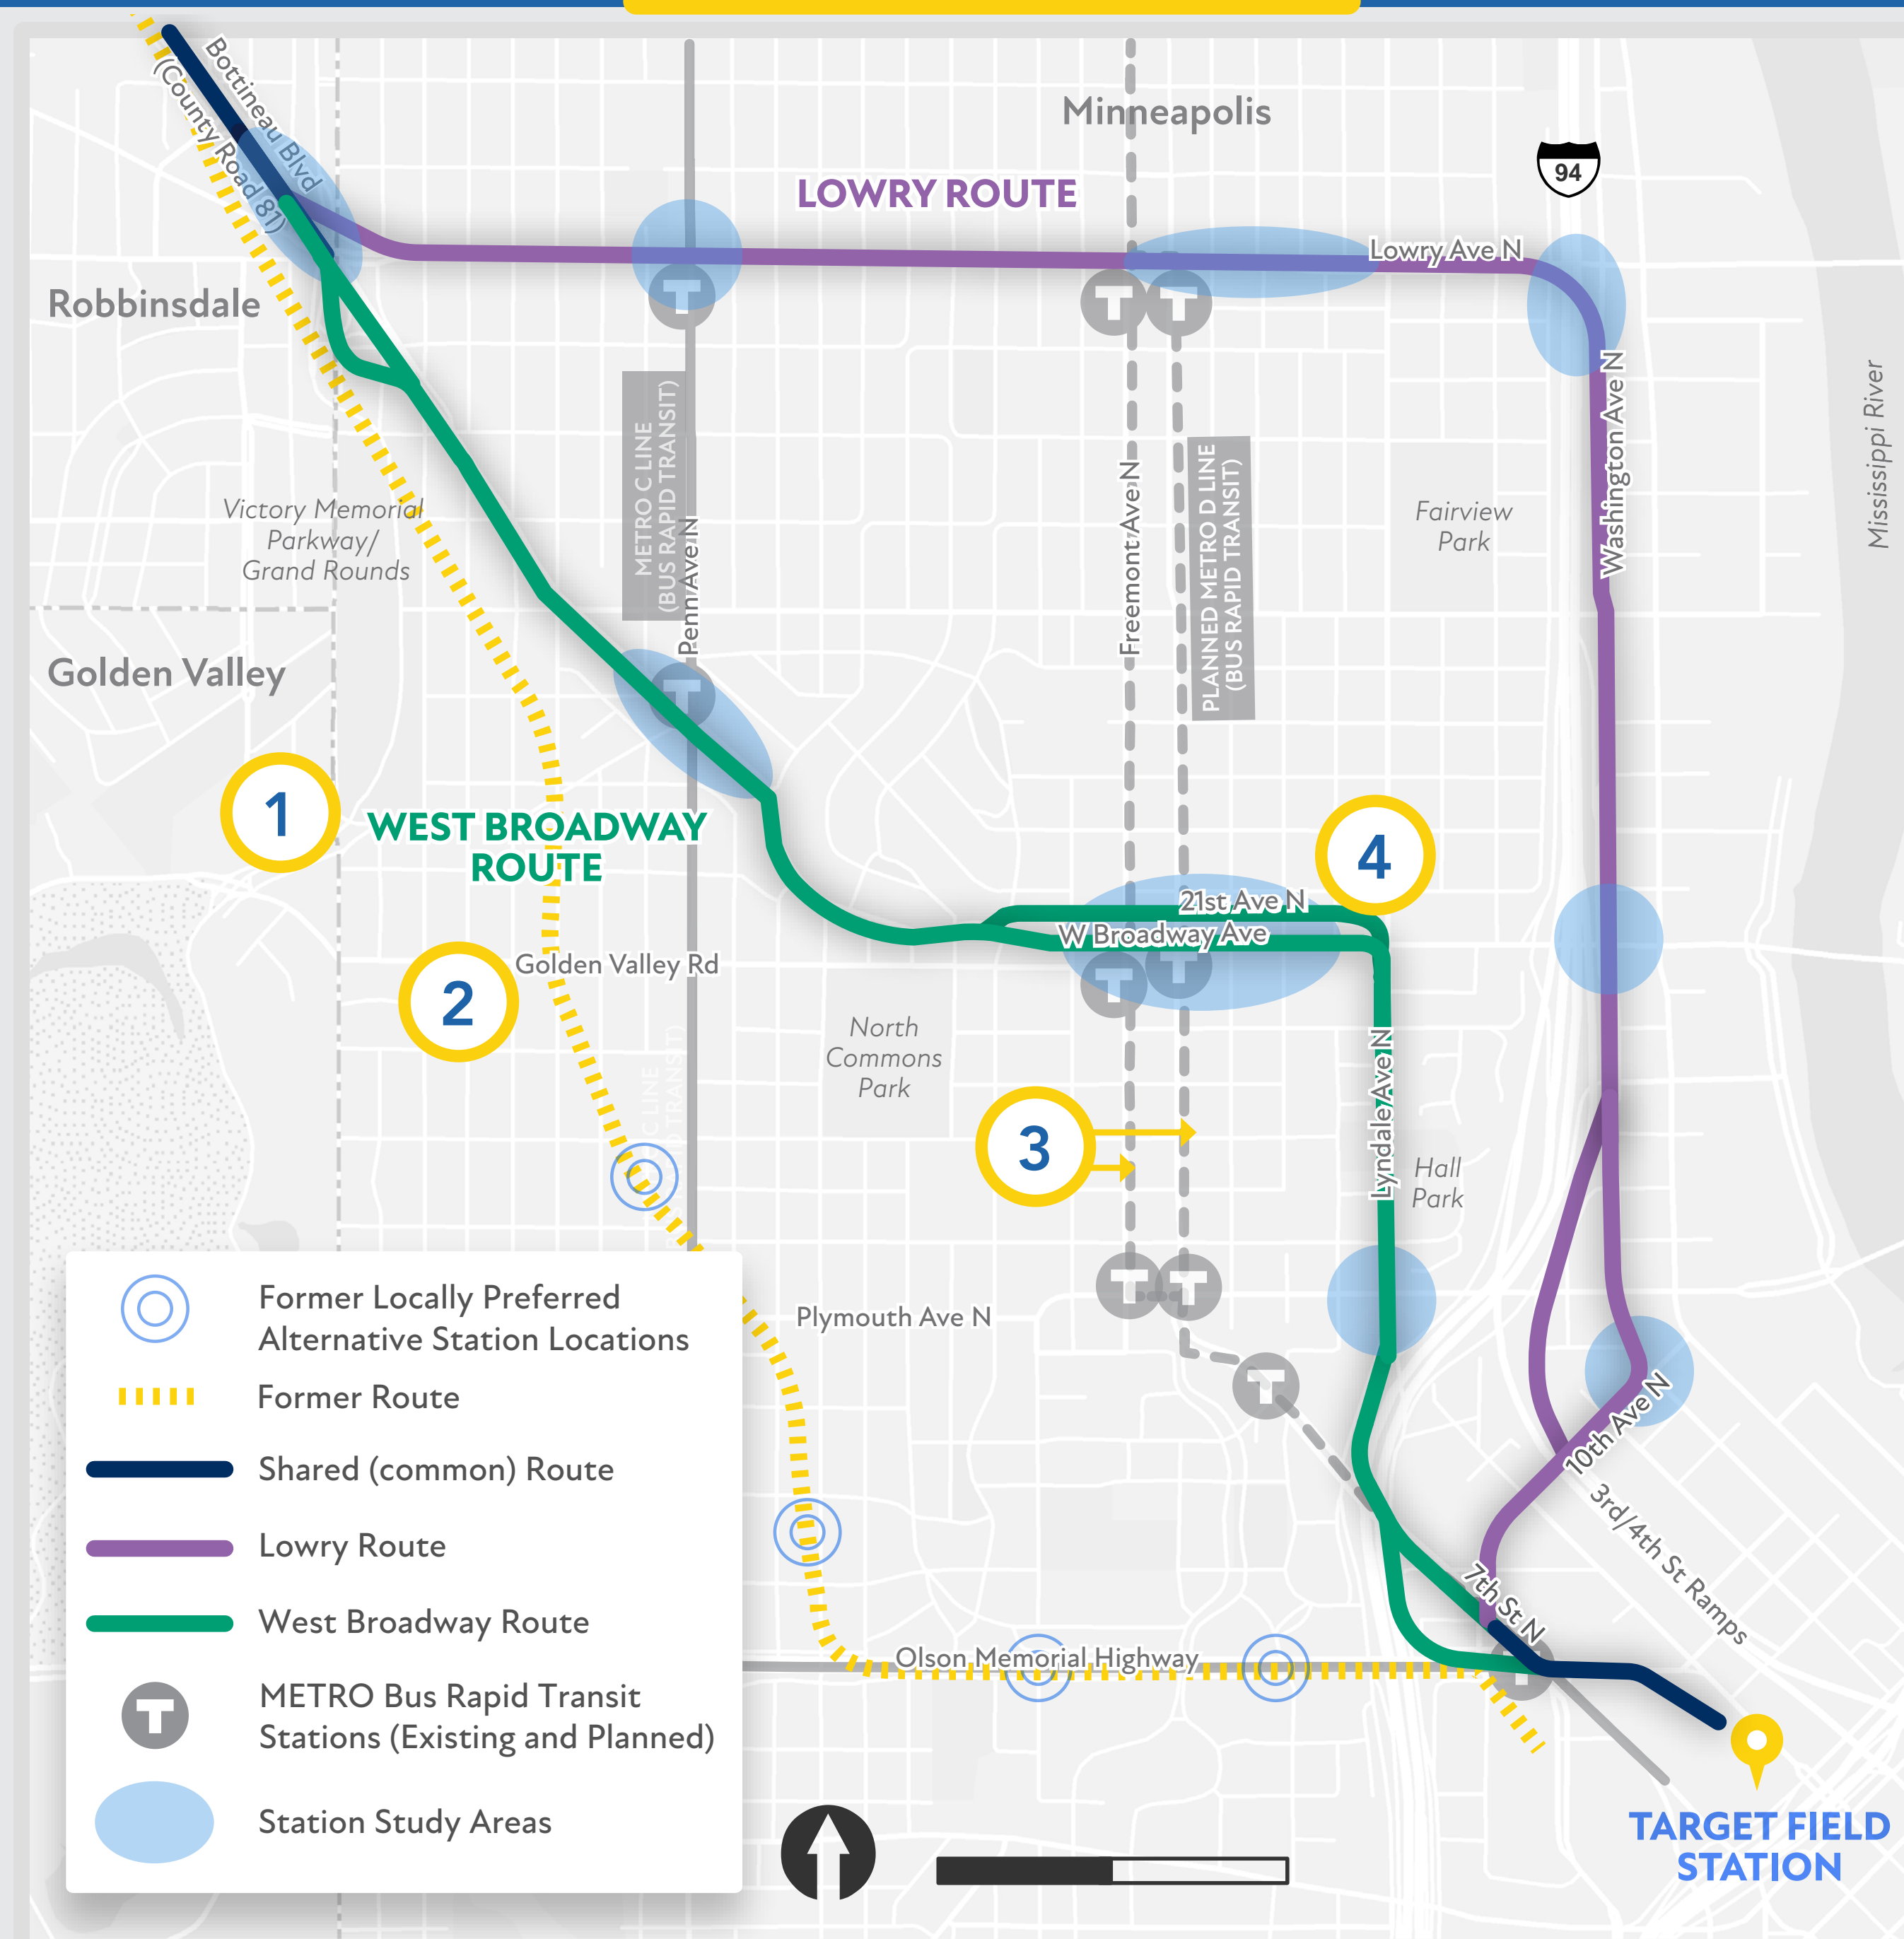 Bottineau Blvd
(County Road 81)
Minneapolis
94
LOWRY ROUTE
Lowry Ave N
Robbinsdale
Washington Ave N
Mississippi River
METRO C LINE
(BUS RAPID TRANSIT)
Penn Ave N
Freemont Ave N
PLANNED METRO D LINE
(BUS RAPID TRANSIT)
Victory Memorial
Parkway/
Grand Rounds
Fairview
Park
Golden Valley
1
WEST BROADWAY
ROUTE
4
21st Ave N
W Broadway Ave
2
Golden Valley Rd
North
Commons
Park
C LINE
TRANSIT)
3
Lyndale Ave N
Hall
Park
Plymouth Ave N
10th Ave N
3rd/4th St Ramps
7th St N
Olson Memorial Highway
T
T
T
T
T
T
T
T
T
T
Former Locally Preferred
Alternative Station Locations
Former Route
Shared (common) Route
Lowry Route
West Broadway Route
T
METRO Bus Rapid Transit
Stations (Existing and Planned)
Station Study Areas
TARGET FIELD
STATION